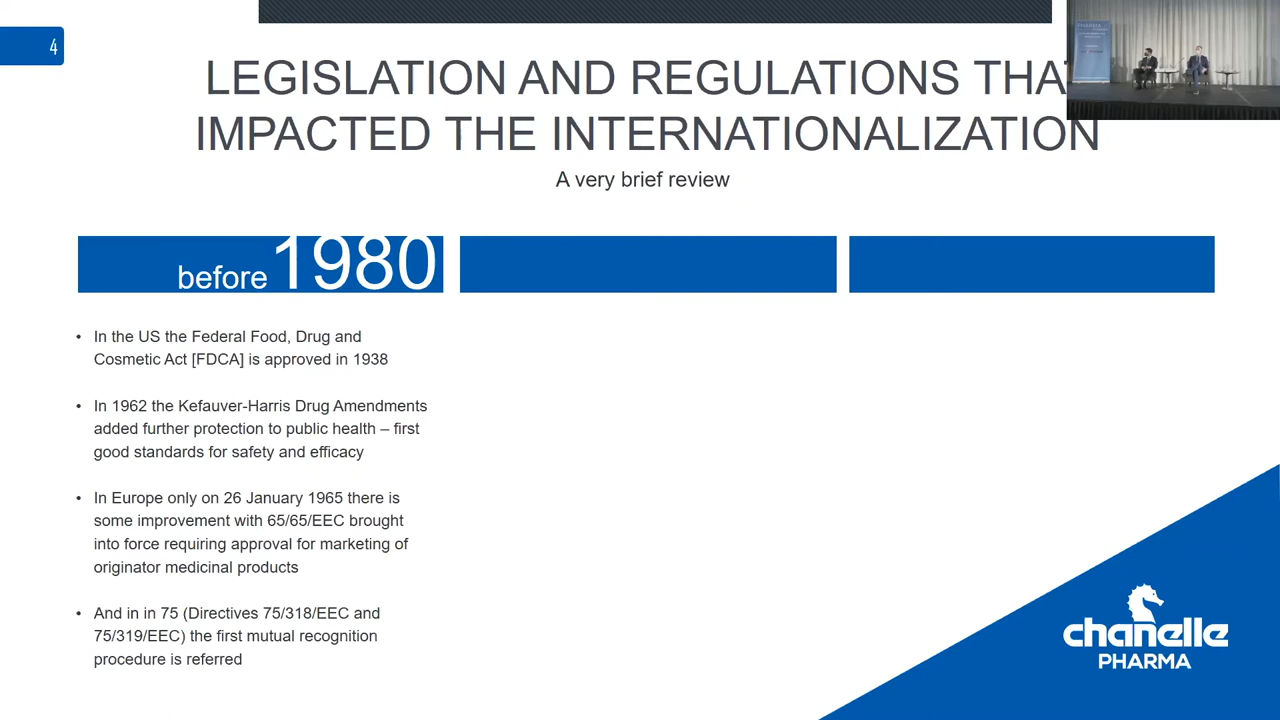 4
LEGISLATION AND REGULATIONS THA
IMPACTED THE INTERNATIONALIZATION
A very brief review
before 1980
• In the US the Federal Food, Drug and
Cosmetic Act [FDCA] is approved in 1938
• In 1962 the Kefauver-Harris Drug Amendments
added further protection to public health – first
good standards for safety and efficacy
• In Europe only on 26 January 1965 there is
some improvement with 65/65/EEC brought
into force requiring approval for marketing of
originator medicinal products
• And in in 75 (Directives 75/318/EEC and
75/319/EEC) the first mutual recognition
procedure is referred
chanelle
PHARMA